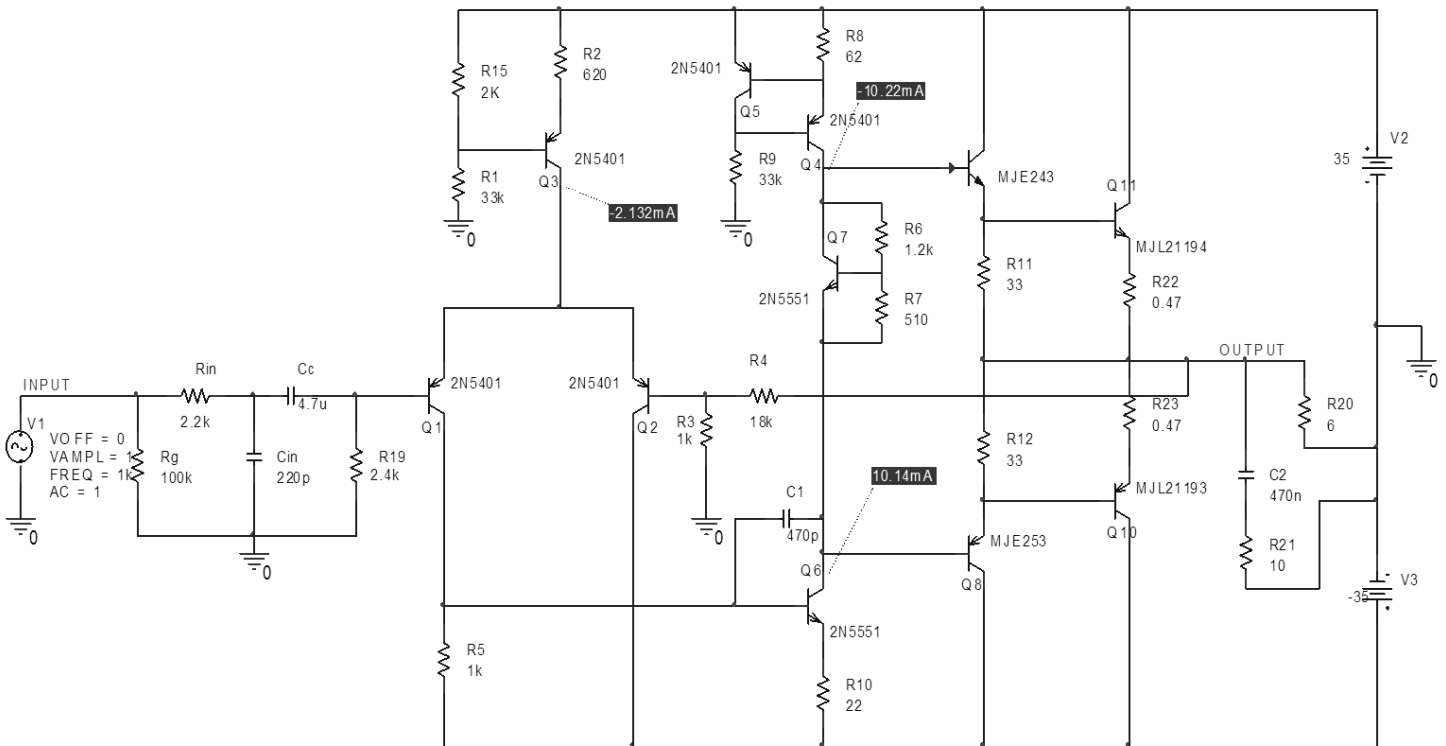 R15
2K
R2
620
2N5401
Q5
R8
62
-10.22mA
2N5401
Q4
V2
35
+
-
R1
33k
0
2N5401
Q3
-2.132mA
R9
33k
0
MJE243
Q11
MJL21194
Q7
R6
1.2k
2N5551
R7
510
R11
33
R22
0.47
OUTPUT
0
INPUT
Rin
2.2k
Cc
4.7u
2N5401
Q1
2N5401
Q2
R4
18k
R3
1k
0
R23
0.47
R20
6
V1
VOFF = 0
VAMPL = 1
FREQ = 1k
AC = 1
0
Rg
100k
Cin
220p
R19
2.4k
0
R12
33
10.14mA
C1
470p
MJL21193
Q10
C2
470n
R21
10
Q6
2N5551
MJE253
Q8
V3
-35
-
+
R5
1k
R10
22